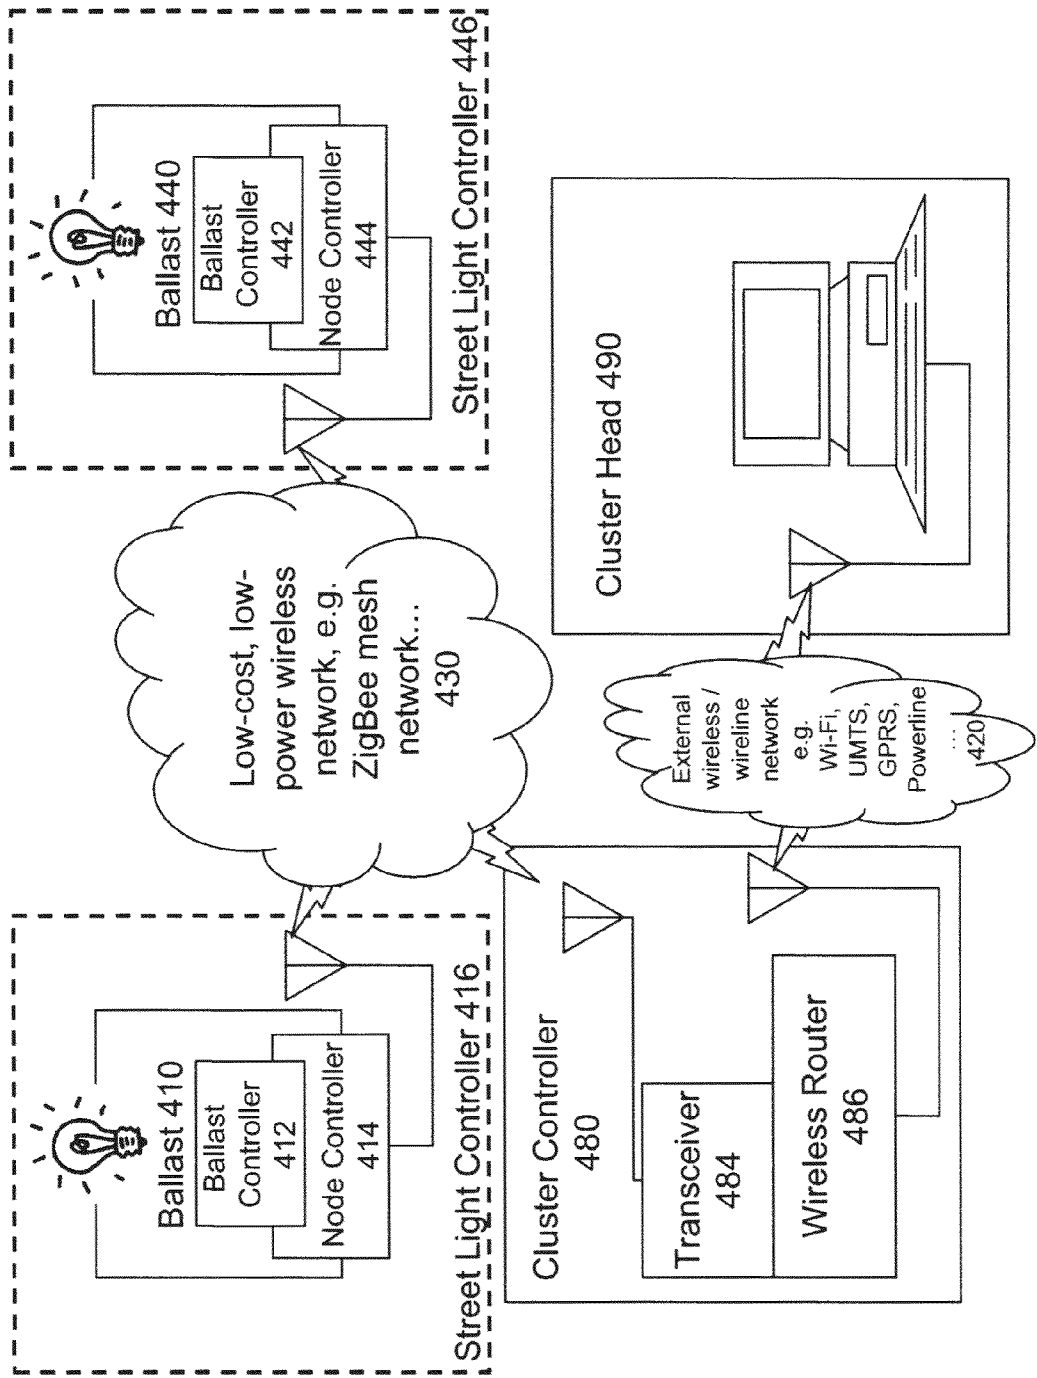 Ballast 410
Ballast
Controller
412
Node Controller
414
Street Light Controller 416
Low-cost, low-
power wireless
network, e.g.
ZigBee mesh
network...
430
Ballast 440
Ballast
Controller
442
Node Controller
444
Street Light Controller 446
Cluster Controller
480
Transceiver
484
Wireless Router
486
External
wireless /
wireline
network
e.g.
Wi-Fi,
UMTS,
GPRS,
Powerline
...
420
Cluster Head 490